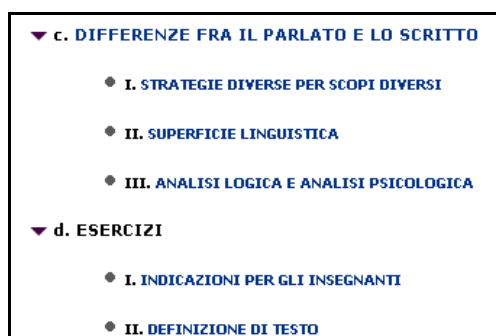 c. DIFFERENZE FRA IL PARLATO E LO SCRITTO
I. STRATEGIE DIVERSE PER SCOPI DIVERSI
II. SUPERFICIE LINGUISTICA
III. ANALISI LOGICA E ANALISI PSICOLOGICA
d. ESERCIZI
I. INDICAZIONI PER GLI INSEGNANTI
II. DEFINIZIONE DI TESTO